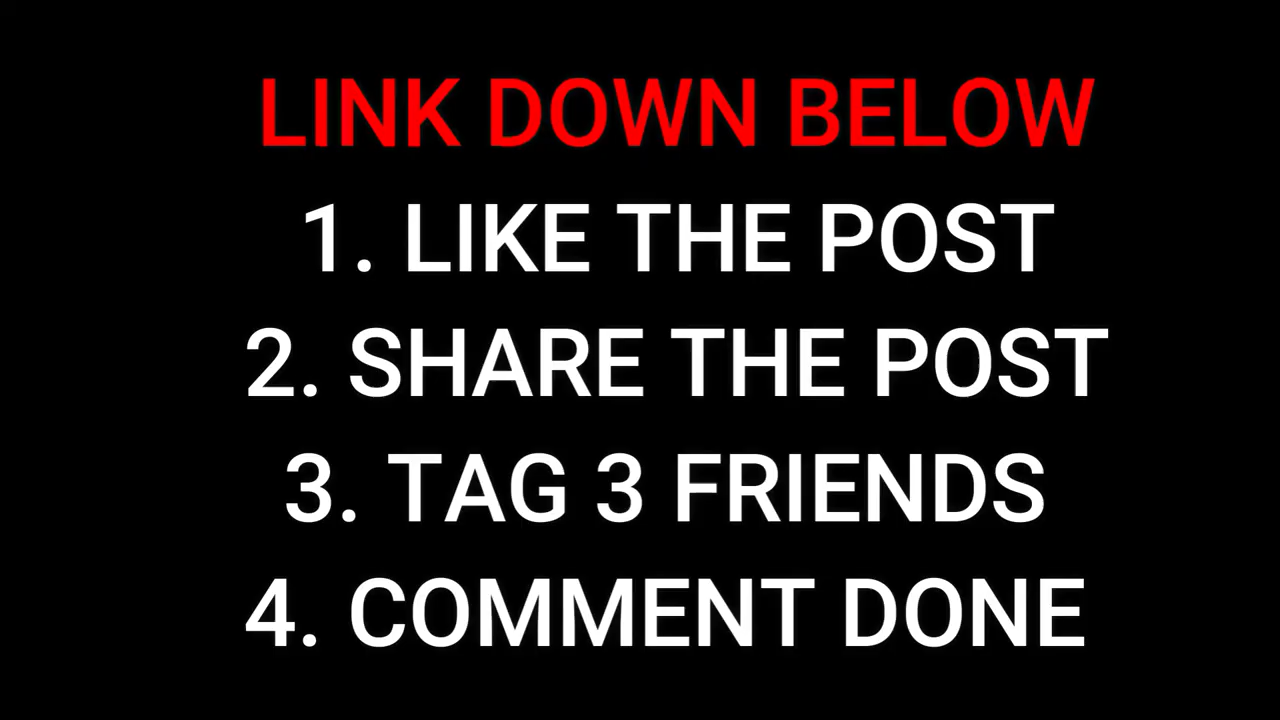 LINK DOWN BELOW
1. LIKE THE POST
2. SHARE THE POST
3. TAG 3 FRIENDS
4. COMMENT DONE